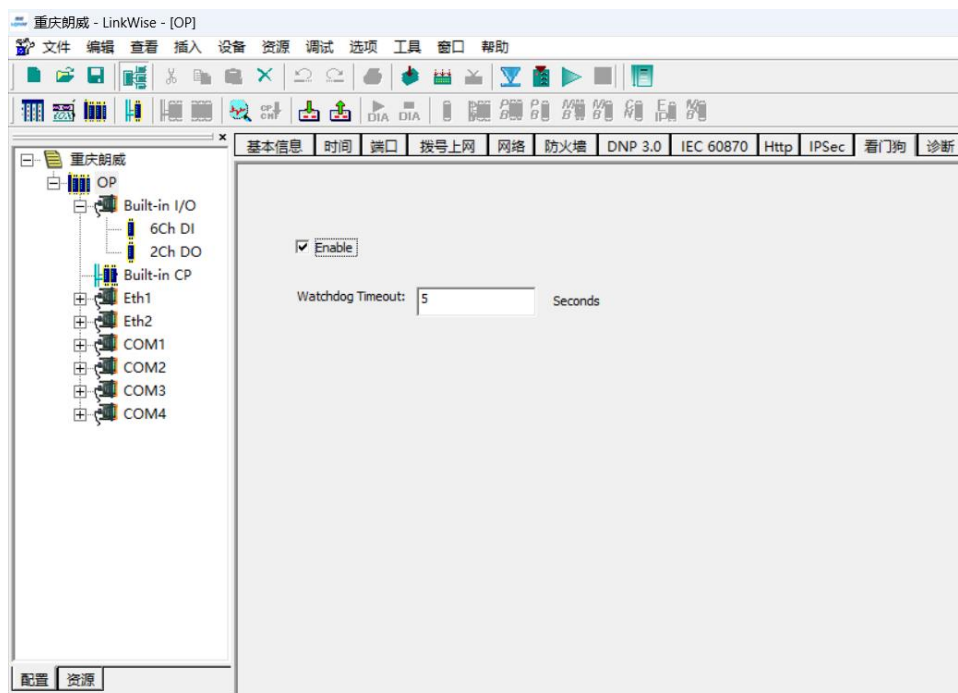 重庆朗威 - LinkWise - [OP]
文件 编辑 查看 插入 设备 资源 调试 选项 工具 窗口 帮助
基本信息 时间 端口 拨号上网 网络 防火墙 DNP 3.0 IEC 60870 Http IPSec 看门狗 诊断
重庆朗威
OP
Built-in I/O
6Ch DI
2Ch DO
Built-in CP
Eth1
Eth2
COM1
COM2
COM3
COM4
Enable
Watchdog Timeout: 5 Seconds
配置 资源